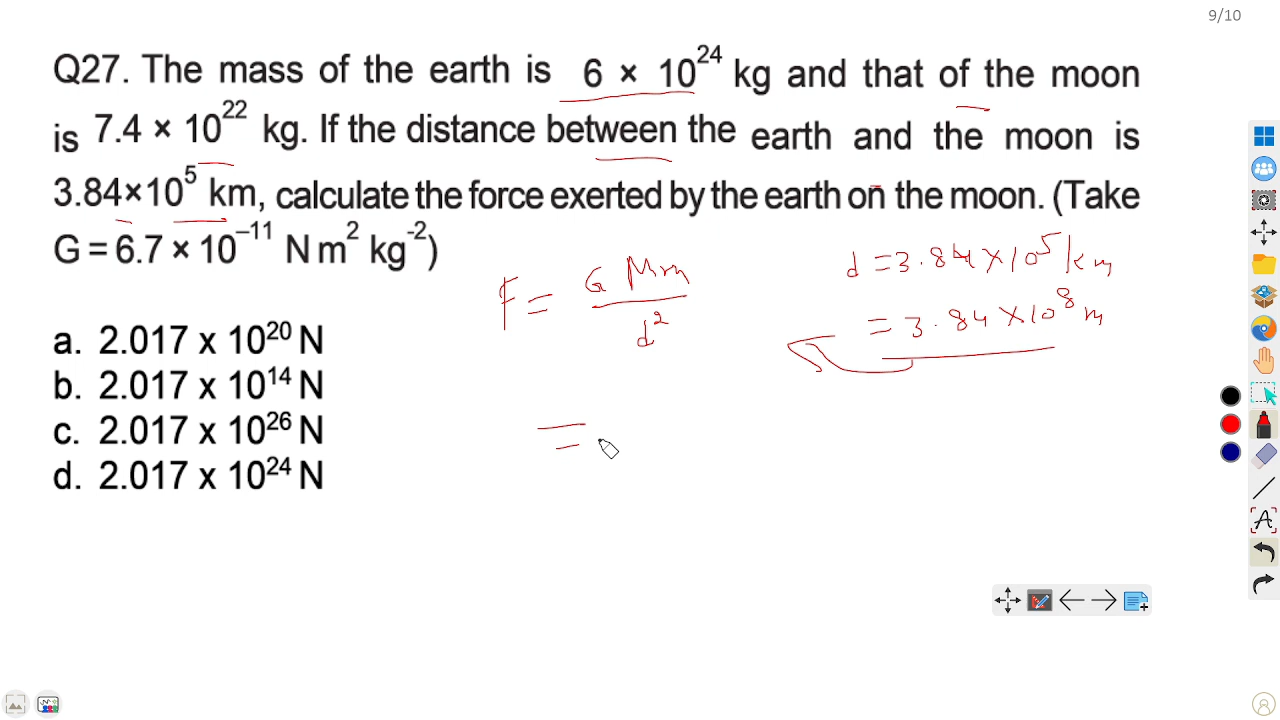 9/10
Q27. The mass of the earth is 6 × 10²⁴ kg and that of the moon
is 7.4 × 10²² kg. If the distance between the earth and the moon is
3.84×10⁵ km, calculate the force exerted by the earth on the moon. (Take
G = 6.7 × 10⁻¹¹ N m² kg⁻²)
F = G Mm / d²
d = 3.84 × 10⁵ km
= 3.84 × 10⁸ m
a. 2.017 x 10²⁰ N
b. 2.017 x 10¹⁴ N
c. 2.017 x 10²⁶ N
d. 2.017 x 10²⁴ N
=